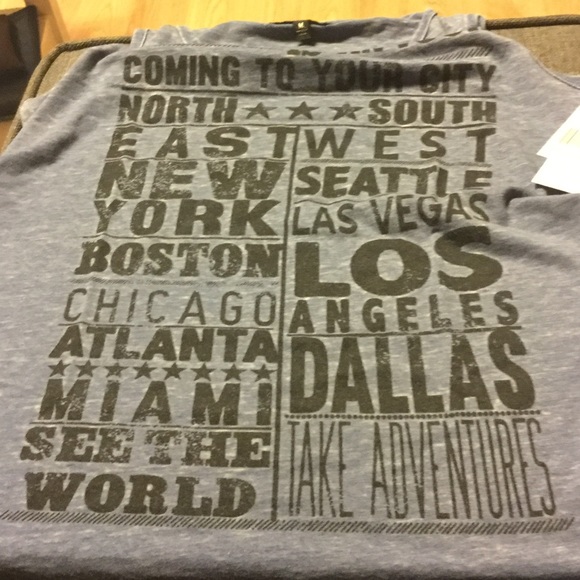 COMING TO YOUR CITY
NORTH ★★★ SOUTH
EAST
NEW
YORK
BOSTON
CHICAGO
ATLANTA
★★★★★★★★
MIAMI
SEE THE
WORLD
WEST
SEATTLE
LAS VEGAS
LOS
ANGELES
DALLAS
TAKE ADVENTURES